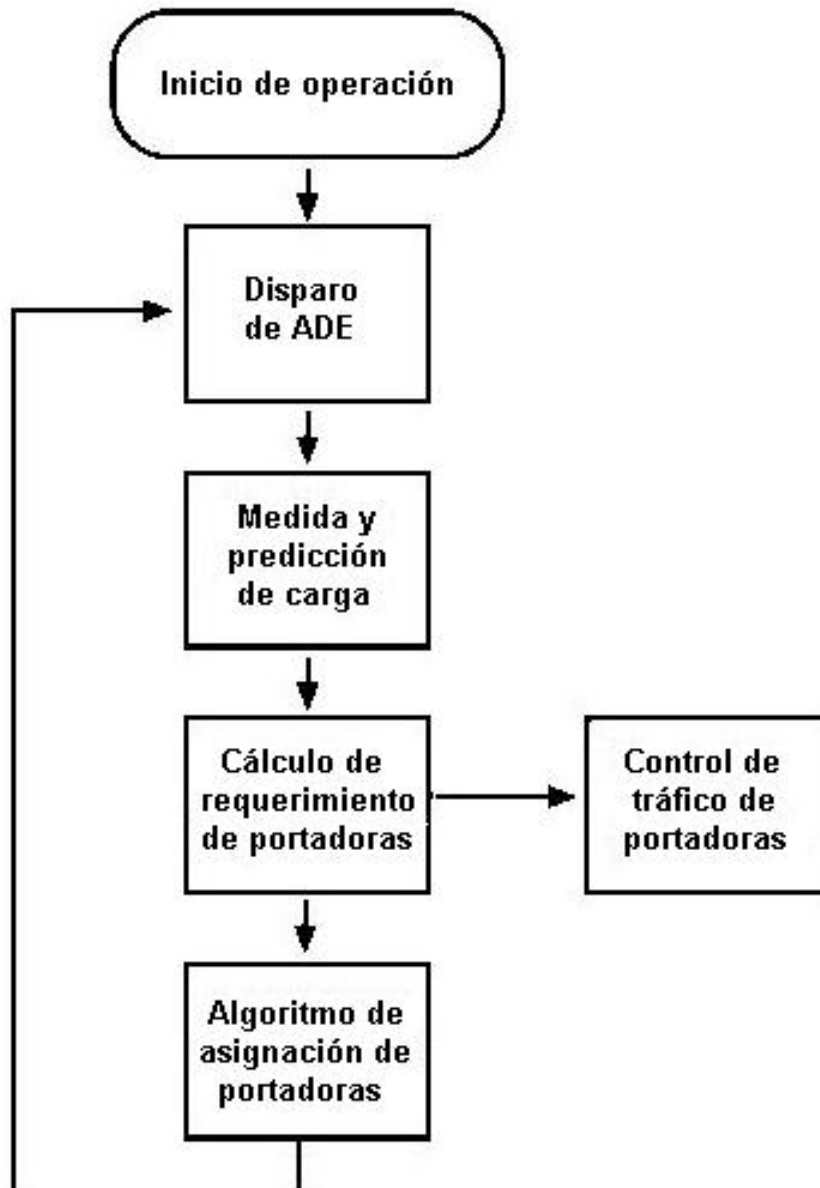 Inicio de operación
Disparo
de ADE
Medida y
predicción
de carga
Cálculo de
requerimiento
de portadoras
Control de
tráfico de
portadoras
Algoritmo de
asignación de
portadoras